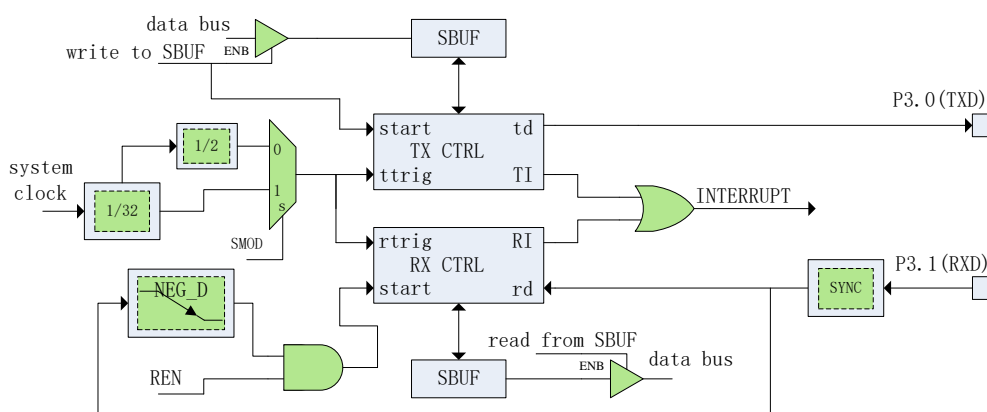 data bus
ENB
SBUF
write to SBUF
P3.0(TXD)
start
td
TX CTRL
1/2
0
system
clock
ttrig
TI
1/32
1
s
INTERRUPT
SMOD
rtrig
RI
RX CTRL
P3.1(RXD)
NEG_D
start
rd
SYNC
read from SBUF
ENB
data bus
REN
SBUF